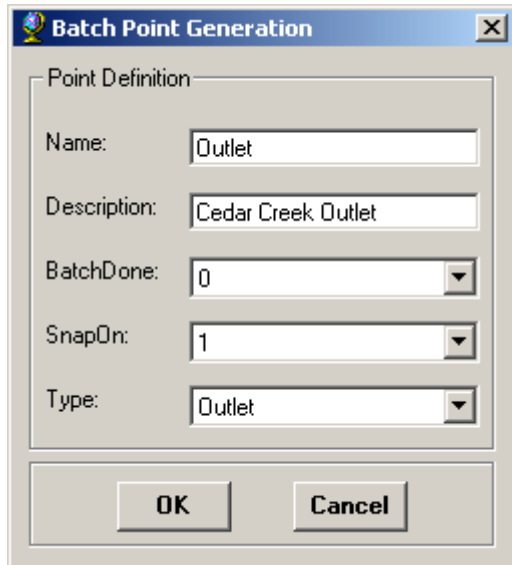 Batch Point Generation
Point Definition
Name: Outlet
Description: Cedar Creek Outlet
BatchDone: 0
SnapOn: 1
Type: Outlet
OK Cancel